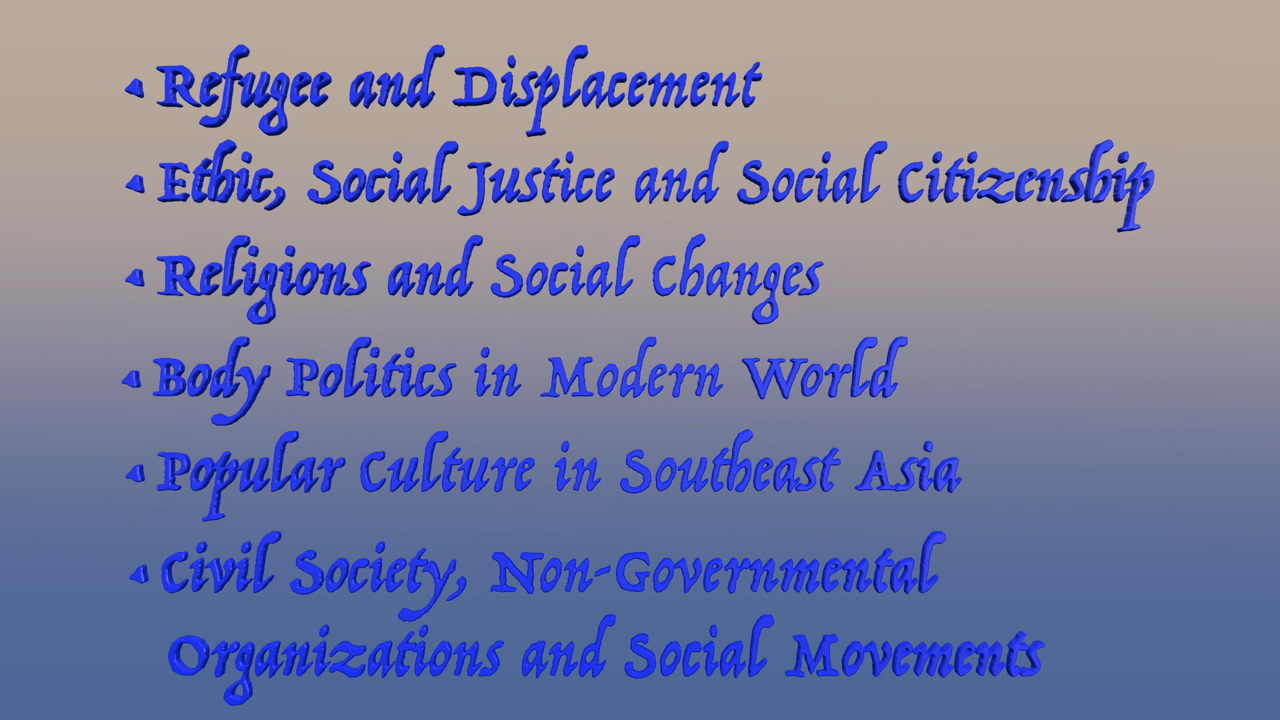 • Refugee and Displacement
• Ethic, Social Justice and Social Citizenship
• Religions and Social Changes
• Body Politics in Modern World
• Popular Culture in Southeast Asia
• Civil Society, Non-Governmental
Organizations and Social Movements